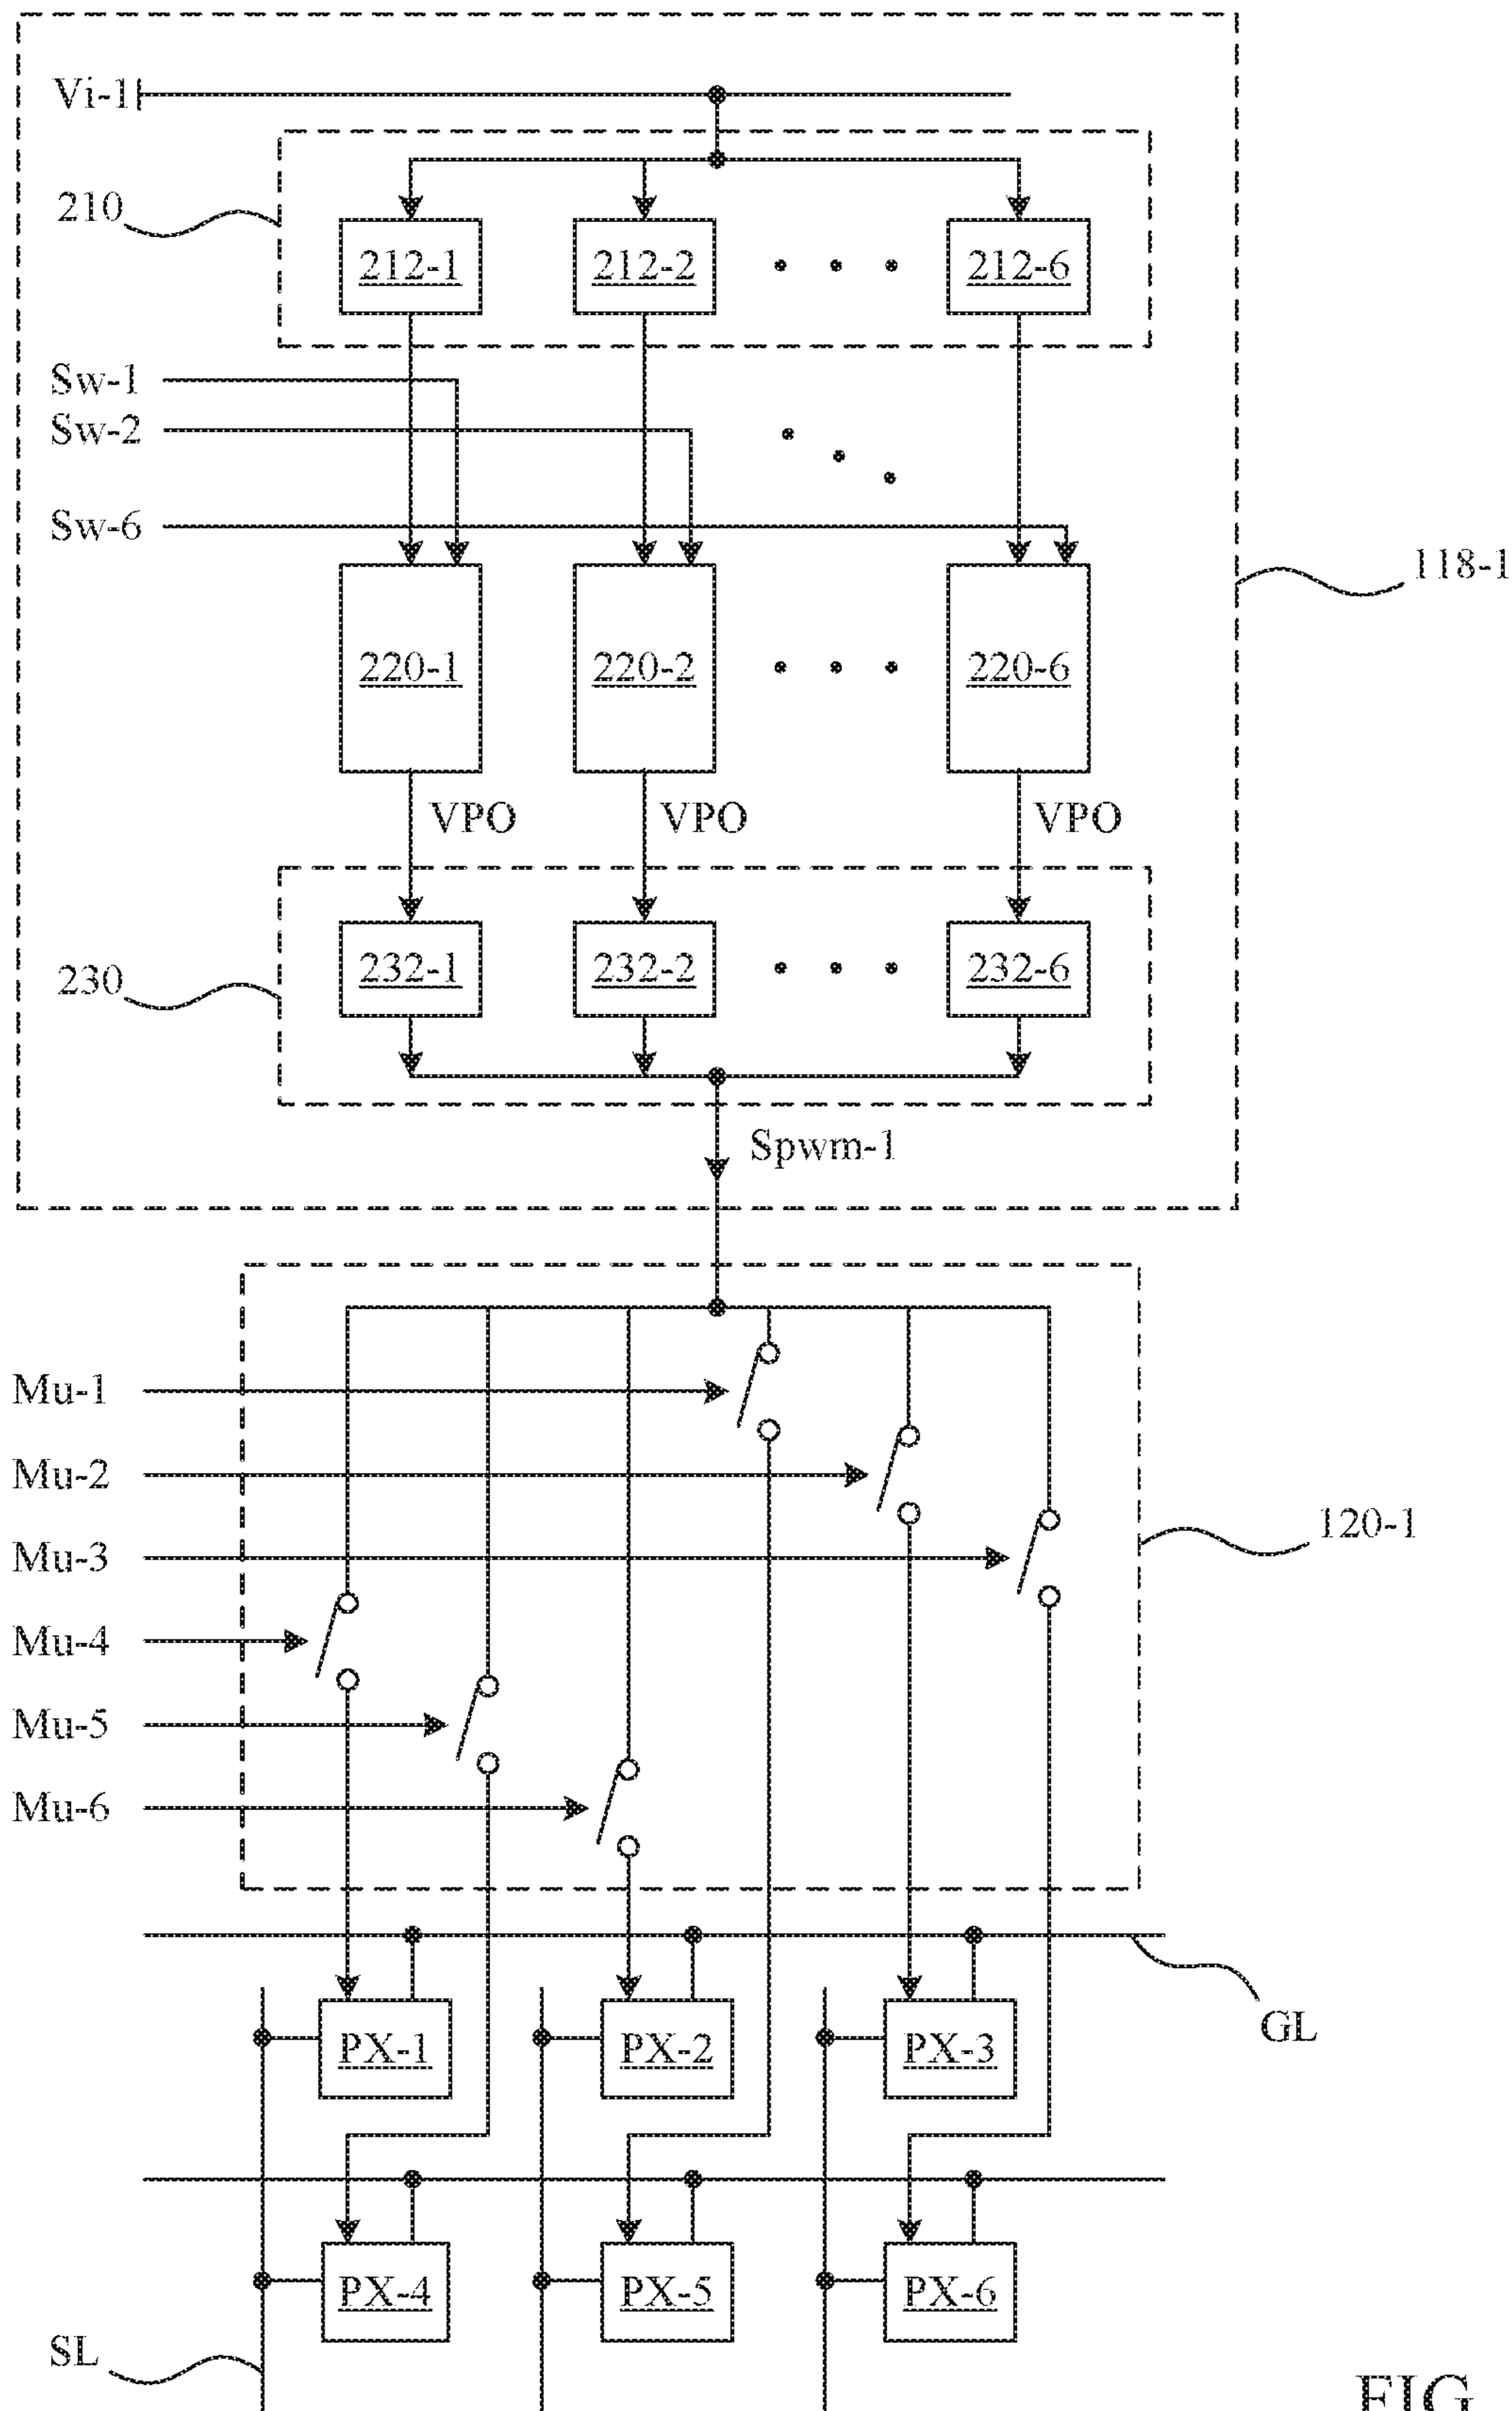 Vi-1
210
212-1 212-2 212-6
Sw-1
Sw-2
Sw-6
118-1
220-1 220-2 220-6
VPO VPO VPO
230
232-1 232-2 232-6
Spwm-1
Mu-1
Mu-2
Mu-3
120-1
Mu-4
Mu-5
Mu-6
GL
PX-1 PX-2 PX-3
PX-4 PX-5 PX-6
SL
FIG